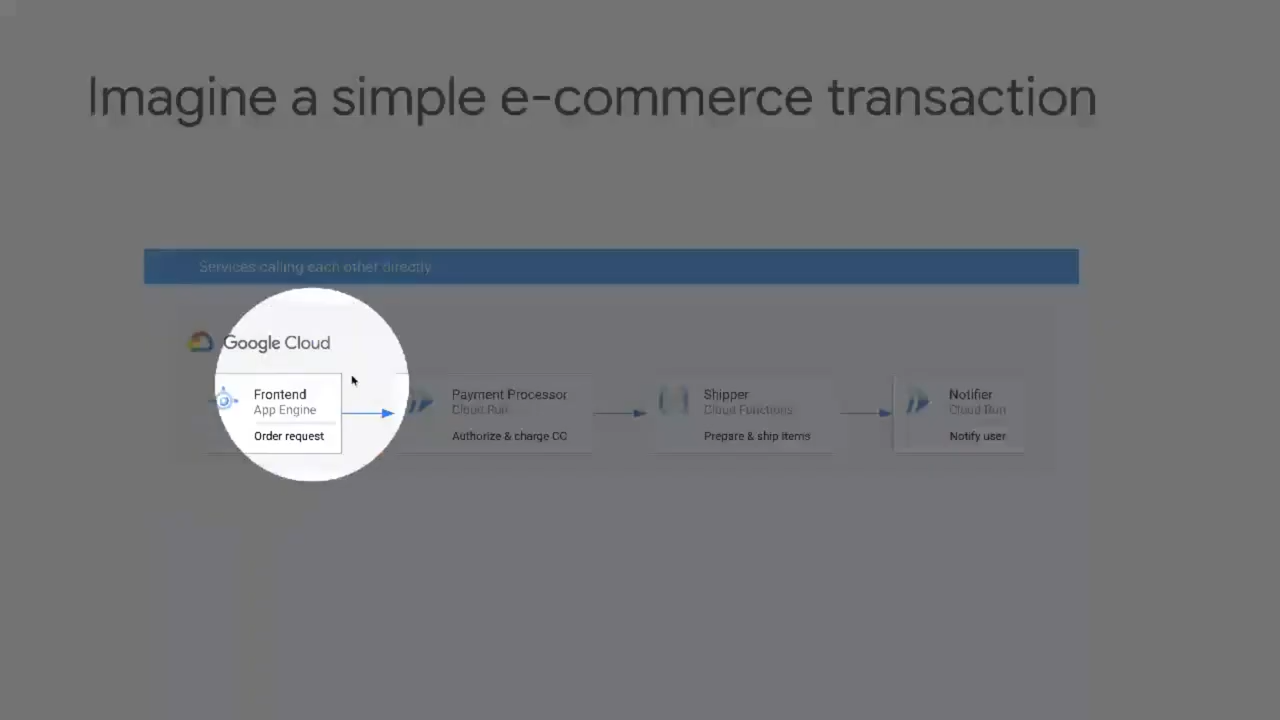 Imagine a simple e-commerce transaction
Services calling each other directly
Google Cloud
Frontend
App Engine
Order request
Payment Processor
Cloud Run
Authorize & charge CC
Shipper
Cloud Functions
Prepare & ship items
Notifier
Cloud Run
Notify user